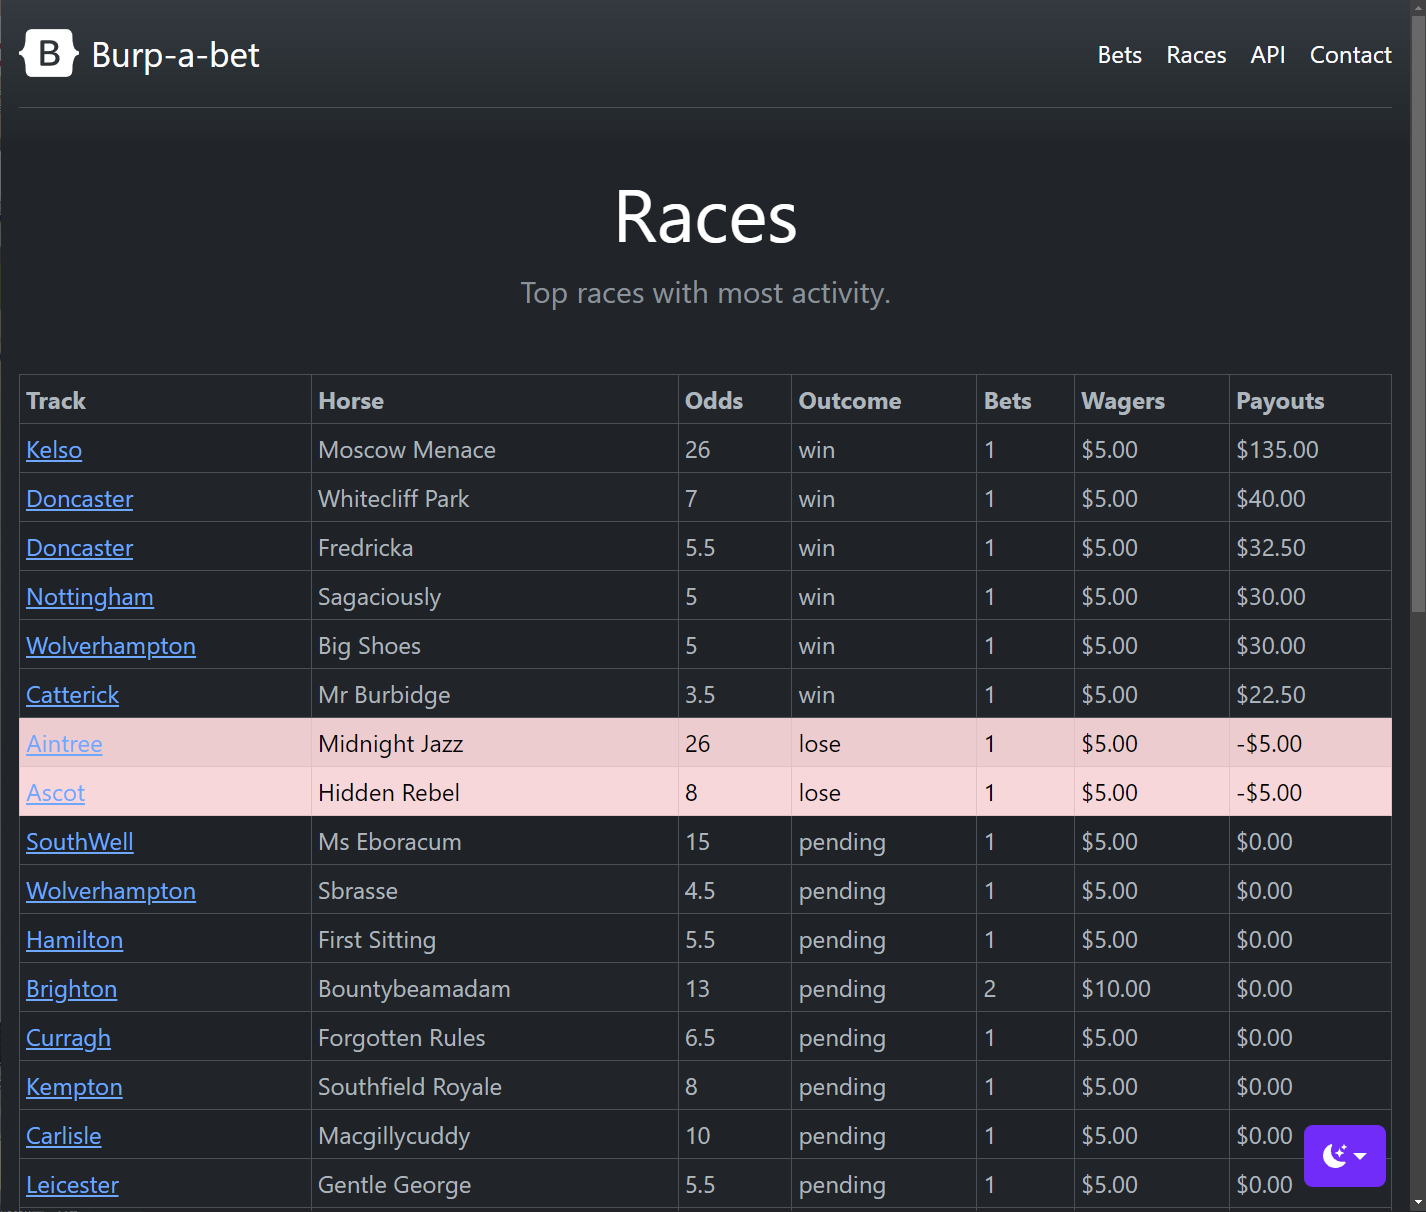 B Burp-a-bet Bets Races API Contact
Races
Top races with most activity.
Track Horse Odds Outcome Bets Wagers Payouts
Kelso Moscow Menace 26 win 1 $5.00 $135.00
Doncaster Whitecliff Park 7 win 1 $5.00 $40.00
Doncaster Fredricka 5.5 win 1 $5.00 $32.50
Nottingham Sagaciously 5 win 1 $5.00 $30.00
Wolverhampton Big Shoes 5 win 1 $5.00 $30.00
Catterick Mr Burbidge 3.5 win 1 $5.00 $22.50
Aintree Midnight Jazz 26 lose 1 $5.00 -$5.00
Ascot Hidden Rebel 8 lose 1 $5.00 -$5.00
SouthWell Ms Eboracum 15 pending 1 $5.00 $0.00
Wolverhampton Sbrasse 4.5 pending 1 $5.00 $0.00
Hamilton First Sitting 5.5 pending 1 $5.00 $0.00
Brighton Bountybeamadam 13 pending 2 $10.00 $0.00
Curragh Forgotten Rules 6.5 pending 1 $5.00 $0.00
Kempton Southfield Royale 8 pending 1 $5.00 $0.00
Carlisle Macgillycuddy 10 pending 1 $5.00 $0.00
Leicester Gentle George 5.5 pending 1 $5.00 $0.00